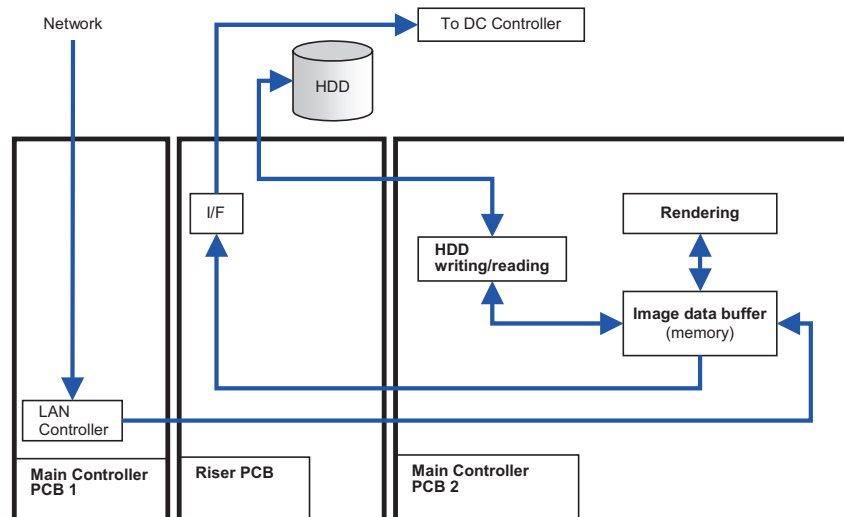 Network
To DC Controller
HDD
I/F
Rendering
HDD
writing/reading
Image data buffer
(memory)
LAN
Controller
Main Controller
PCB 1
Riser PCB
Main Controller
PCB 2